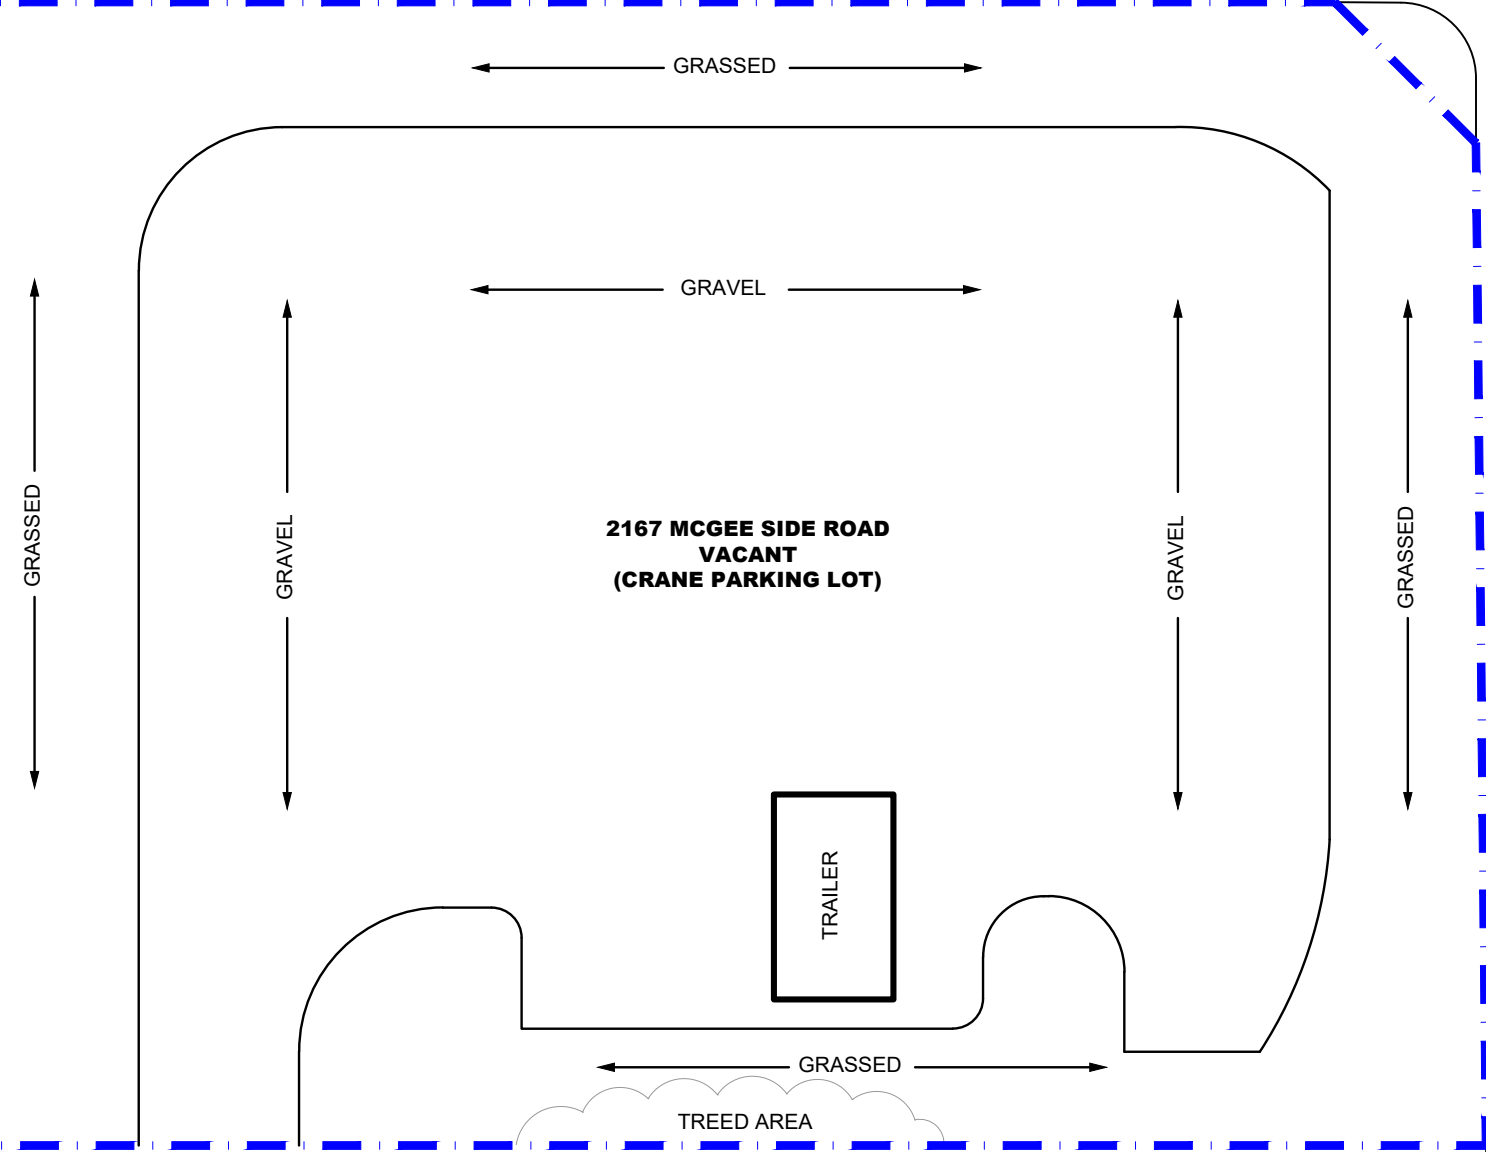 GRASSED
GRAVEL
GRASSED
GRAVEL
2167 MCGEE SIDE ROAD
VACANT
(CRANE PARKING LOT)
GRAVEL
GRASSED
TRAILER
GRASSED
TREED AREA